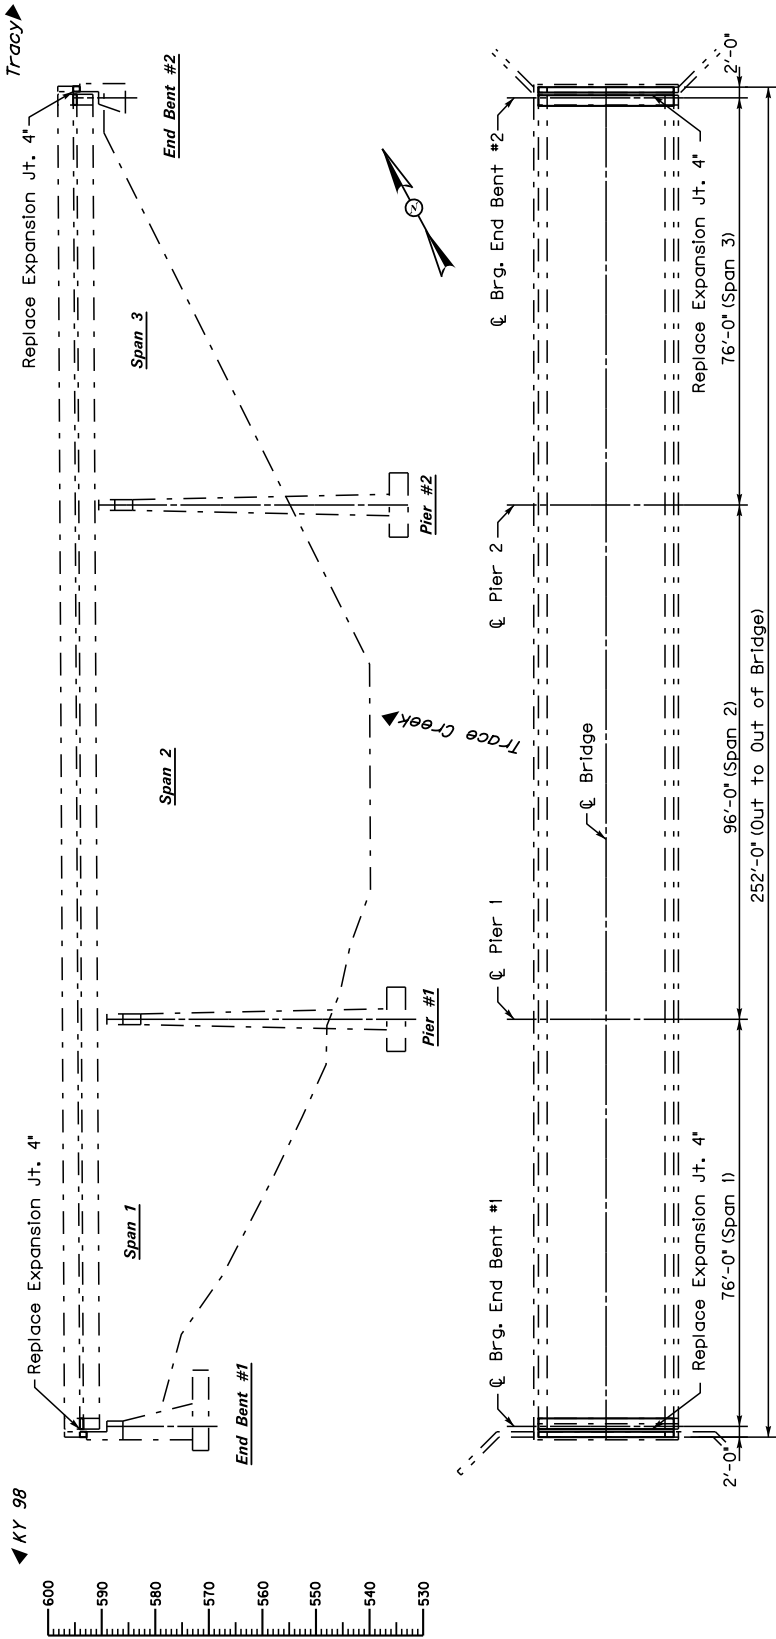 KY 98
Tracy
Replace Expansion Jt. 4"
Replace Expansion Jt. 4"
600
590
580
570
560
550
540
530
Span 1
Span 2
Span 3
End Bent #1
Pier #1
Pier #2
End Bent #2
Trace Creek
N
℄ Brg. End Bent #1
℄ Pier 1
℄ Pier 2
℄ Brg. End Bent #2
℄ Bridge
Replace Expansion Jt. 4"
Replace Expansion Jt. 4"
2'-0"
76'-0" (Span 1)
96'-0" (Span 2)
76'-0" (Span 3)
2'-0"
252'-0" (Out to Out of Bridge)